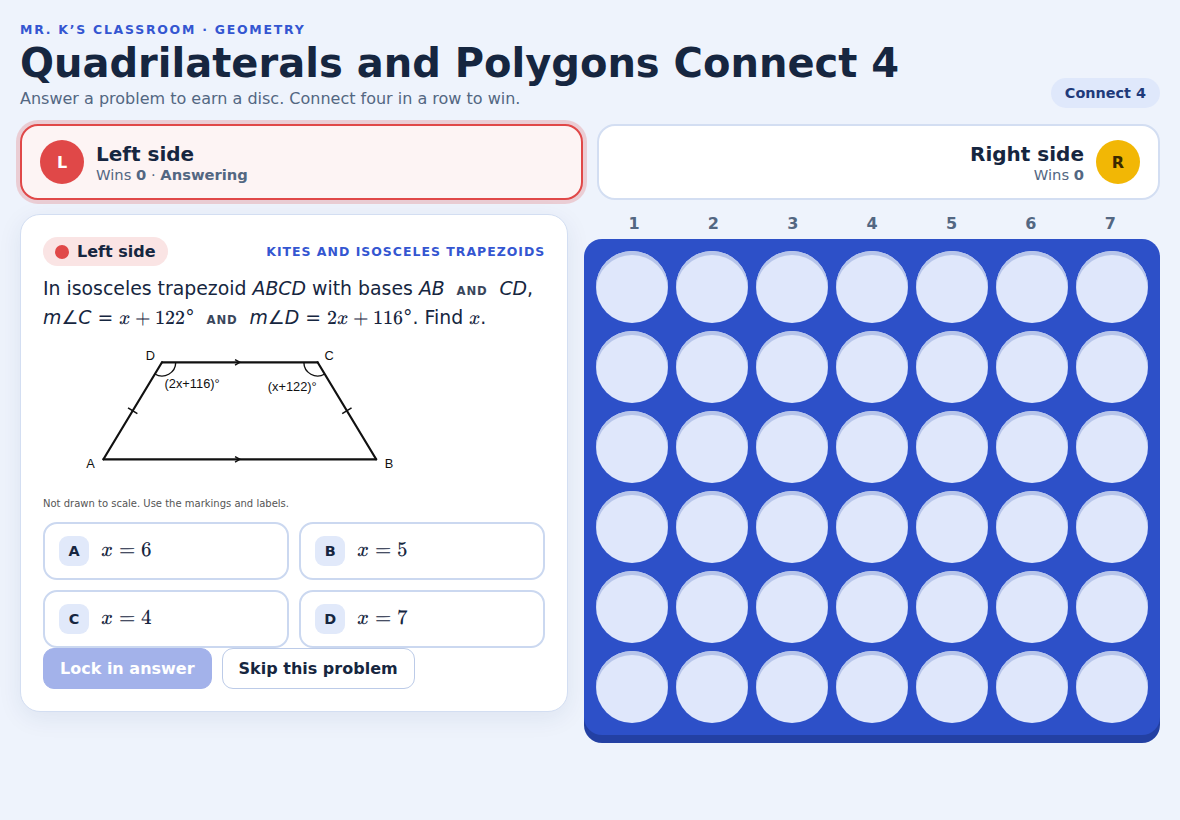 MR. K’S CLASSROOM · GEOMETRY
Quadrilaterals and Polygons Connect 4
Answer a problem to earn a disc. Connect four in a row to win.
Connect 4
L
Left side
Wins 0 · Answering
Right side
Wins 0
R
Left side
KITES AND ISOSCELES TRAPEZOIDS
In isosceles trapezoid ABCD with bases AB AND CD,
m∠C = x + 122° AND m∠D = 2x + 116°. Find x.
D
C
(2x+116)°
(x+122)°
A
B
Not drawn to scale. Use the markings and labels.
A x = 6
B x = 5
C x = 4
D x = 7
Lock in answer
Skip this problem
1 2 3 4 5 6 7